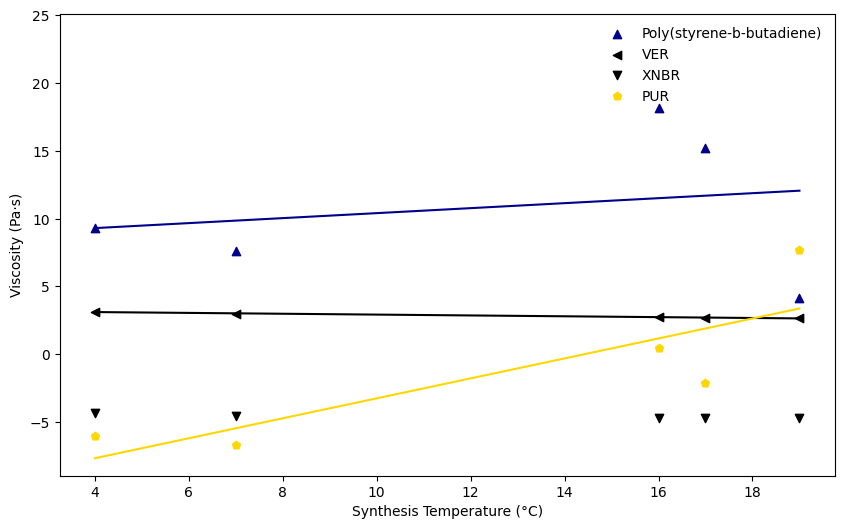 25
20
15
10
5
0
−5
4
6
8
10
12
14
16
18
Viscosity (Pa·s)
Synthesis Temperature (°C)
Poly(styrene-b-butadiene)
VER
XNBR
PUR